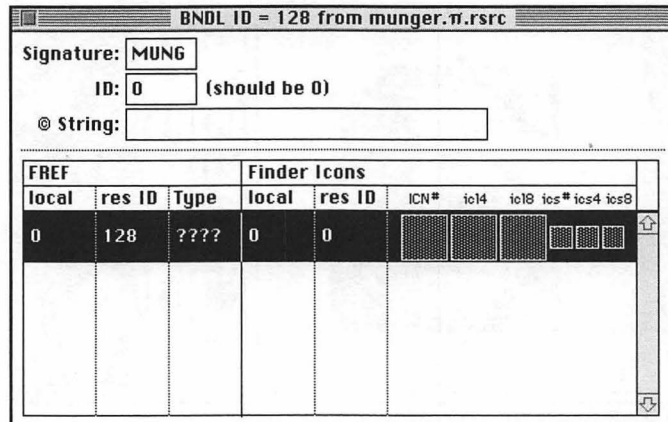 BNDL ID = 128 from munger.π.rsrc
Signature: MUNG
ID: 0 (should be 0)
© String:
FREF Finder Icons
local res ID Type local res ID ICN# icl4 icl8 ics# ics4 ics8
0 128 ???? 0 0